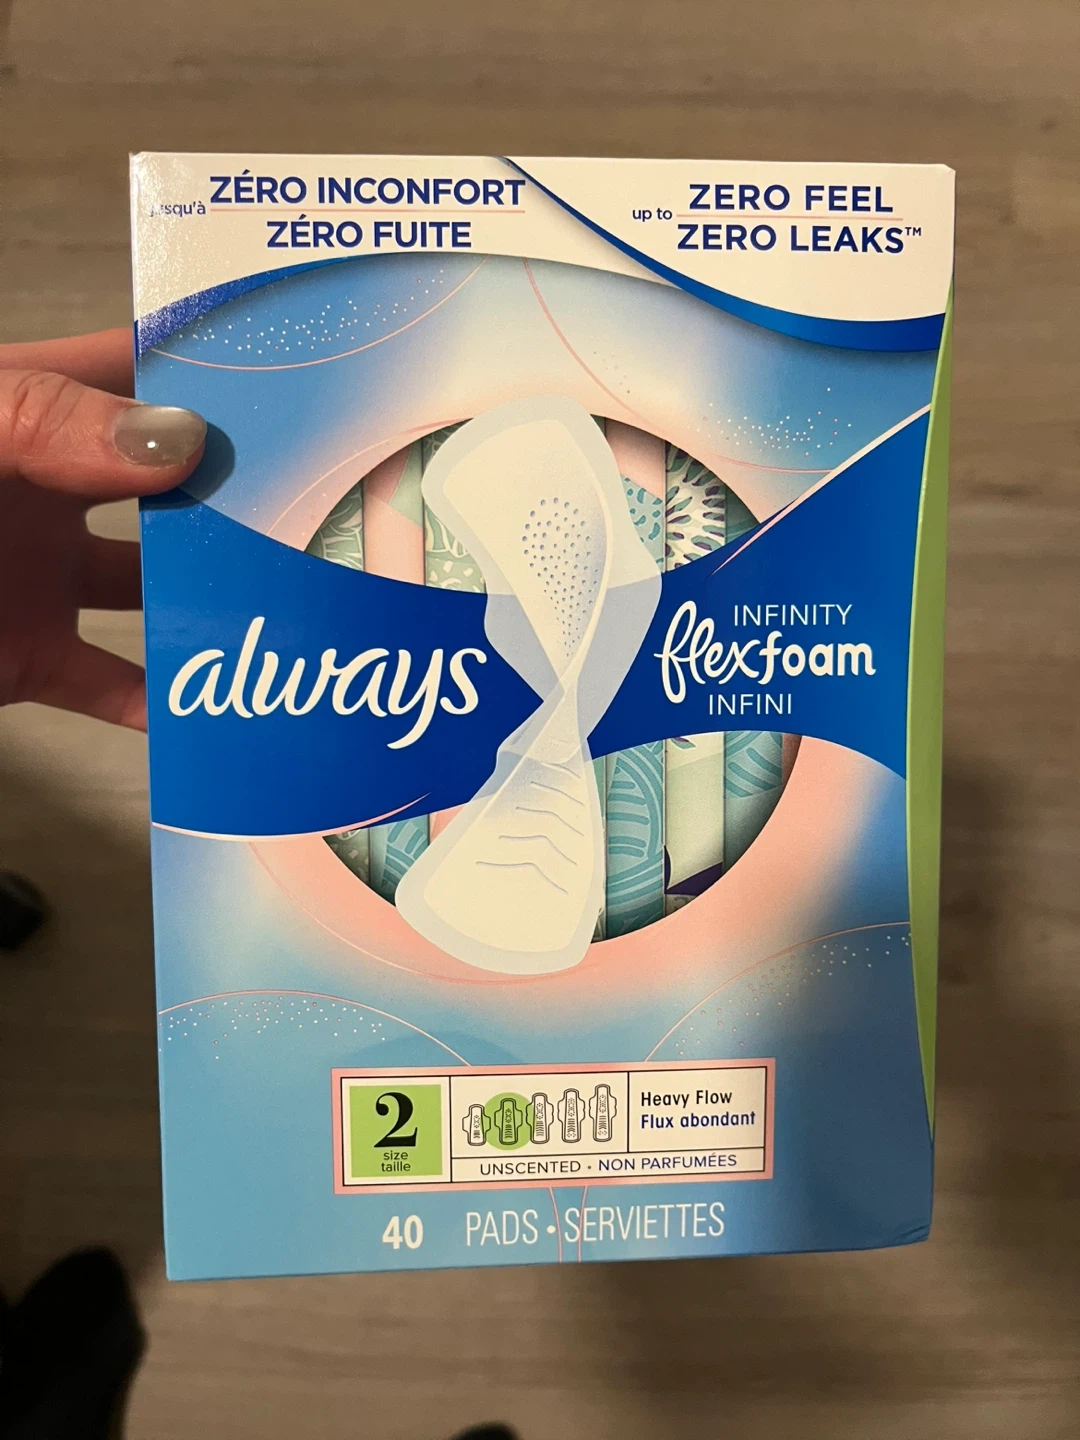 jusqu'à
ZÉRO INCONFORT
ZÉRO FUITE
up to
ZERO FEEL
ZERO LEAKS™
always
INFINITY
flexfoam
INFINI
2
size
taille
Heavy Flow
Flux abondant
UNSCENTED • NON PARFUMÉES
40 PADS • SERVIETTES